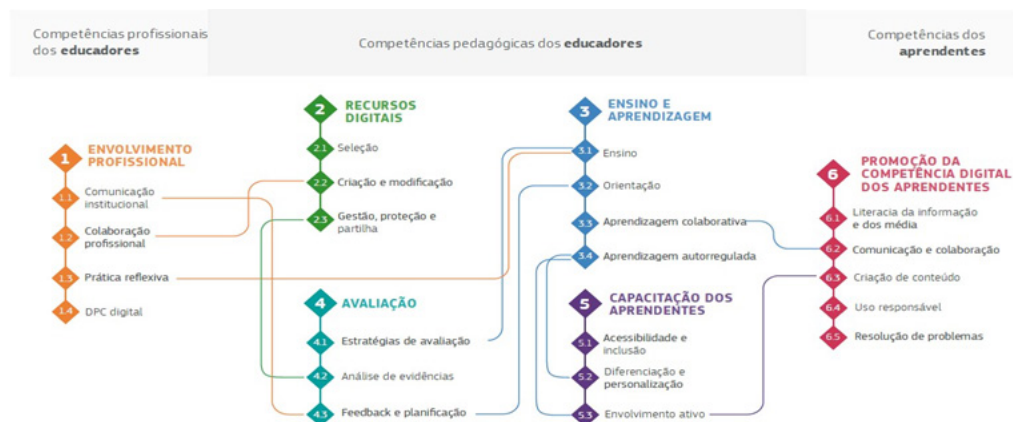 Competências profissionais
dos educadores
Competências pedagógicas dos educadores
Competências dos
aprendentes
1
ENVOLVIMENTO
PROFISSIONAL
1.1
Comunicação
institucional
1.2
Colaboração
profissional
1.3
Prática reflexiva
1.4
DPC digital
2
RECURSOS
DIGITAIS
2.1
Seleção
2.2
Criação e modificação
2.3
Gestão, proteção e
partilha
4
AVALIAÇÃO
4.1
Estratégias de avaliação
4.2
Análise de evidências
4.3
Feedback e planificação
3
ENSINO E
APRENDIZAGEM
3.1
Ensino
3.2
Orientação
3.3
Aprendizagem colaborativa
3.4
Aprendizagem autorregulada
5
CAPACITAÇÃO DOS
APRENDENTES
5.1
Acessibilidade e
inclusão
5.2
Diferenciação e
personalização
5.3
Envolvimento ativo
6
PROMOÇÃO DA
COMPETÊNCIA DIGITAL
DOS APRENDENTES
6.1
Literacia da informação
e dos média
6.2
Comunicação e colaboração
6.3
Criação de conteúdo
6.4
Uso responsável
6.5
Resolução de problemas